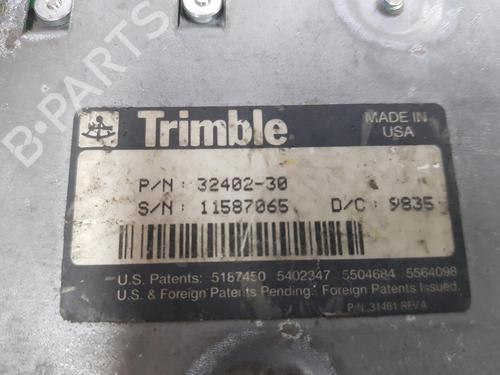 B-PARTS
Trimble
MADE IN
USA
P/N: 32402-30
S/N: 11587065 D/C: 9835
U.S. Patents: 5187450 5402347 5504684 5564098
U.S. & Foreign Patents Pending: Foreign Patents Issued.
P/N 31461 REV.A